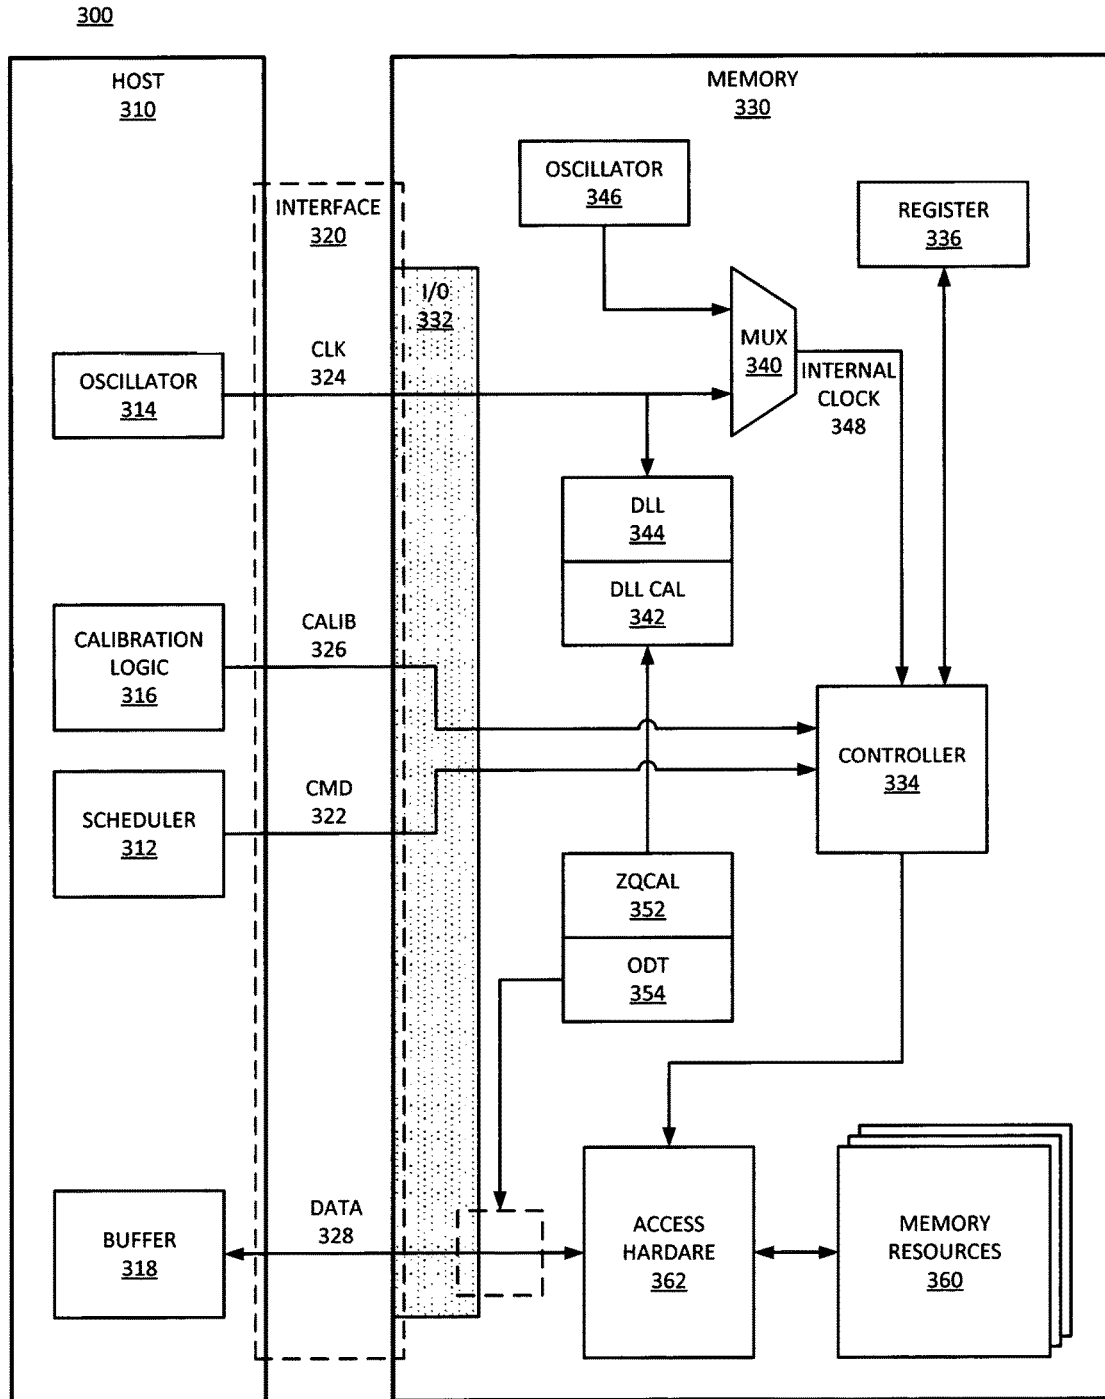 300
HOST
310
MEMORY
330
OSCILLATOR
346
REGISTER
336
INTERFACE
320
I/O
332
MUX
340
CLK
324
OSCILLATOR
314
INTERNAL
CLOCK
348
DLL
344
DLL CAL
342
CALIB
326
CALIBRATION
LOGIC
316
CONTROLLER
334
CMD
322
SCHEDULER
312
ZQCAL
352
ODT
354
DATA
328
BUFFER
318
ACCESS
HARDARE
362
MEMORY
RESOURCES
360